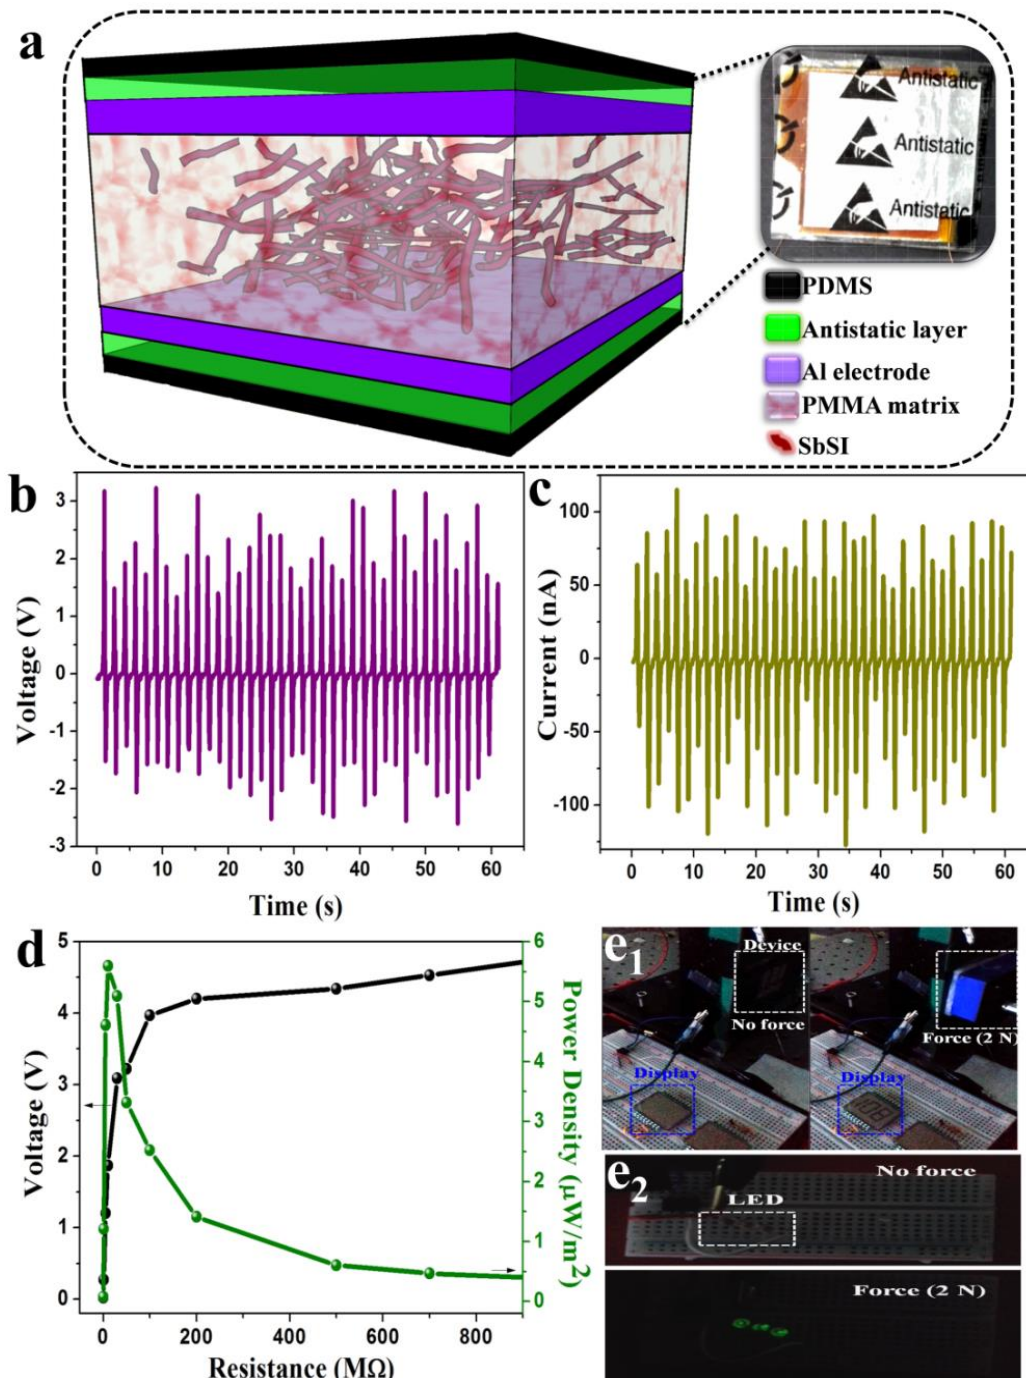 a
Antistatic
Antistatic
Antistatic
PDMS
Antistatic layer
Al electrode
PMMA matrix
SbSI
b
3
2
1
0
-1
-2
-3
Voltage (V)
0 10 20 30 40 50 60
Time (s)
c
100
50
0
-50
-100
Current (nA)
0 10 20 30 40 50 60
Time (s)
d
5
4
3
2
1
0
Voltage (V)
6
5
4
3
2
1
0
Power Density (μW/m²)
0 200 400 600 800
Resistance (MΩ)
e1
Device
No force
Display
Force (2 N)
Display
e2
No force
LED
Force (2 N)